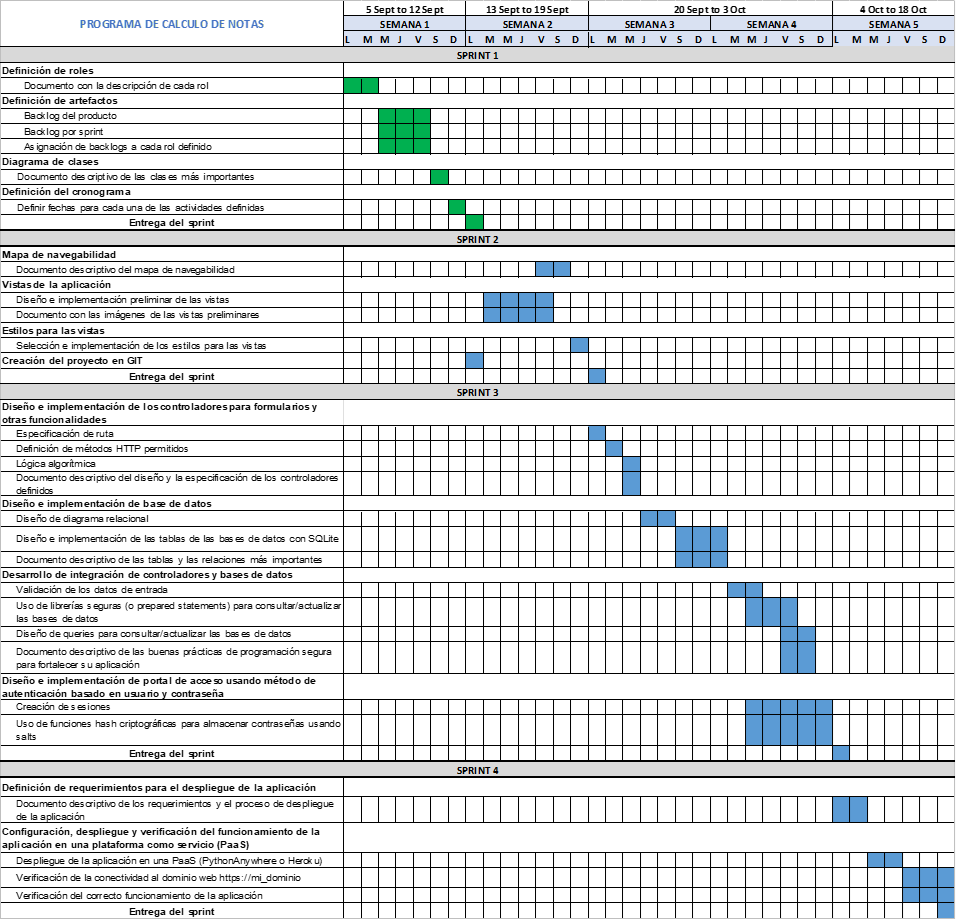 PROGRAMA DE CALCULO DE NOTAS
5 Sept to 12 Sept
13 Sept to 19 Sept
20 Sept to 3 Oct
4 Oct to 18 Oct
SEMANA 1
SEMANA 2
SEMANA 3
SEMANA 4
SEMANA 5
L M M J V S D L M M J V S D L M M J V S D L M M J V S D L M M J V S D
SPRINT 1
Definición de roles
Documento con la descripción de cada rol
Definición de artefactos
Backlog del producto
Backlog por sprint
Asignación de backlogs a cada rol definido
Diagrama de clases
Documento descriptivo de las clases más importantes
Definición del cronograma
Definir fechas para cada una de las actividades definidas
Entrega del sprint
SPRINT 2
Mapa de navegabilidad
Documento descriptivo del mapa de navegabilidad
Vistas de la aplicación
Diseño e implementación preliminar de las vistas
Documento con las imágenes de las vistas preliminares
Estilos para las vistas
Selección e implementación de los estilos para las vistas
Creación del proyecto en GIT
Entrega del sprint
SPRINT 3
Diseño e implementación de los controladores para formularios y
otras funcionalidades
Especificación de ruta
Definición de métodos HTTP permitidos
Lógica algorítmica
Documento descriptivo del diseño y la especificación de los controladores
definidos
Diseño e implementación de base de datos
Diseño de diagrama relacional
Diseño e implementación de las tablas de las bases de datos con SQLite
Documento descriptivo de las tablas y las relaciones más importantes
Desarrollo de integración de controladores y bases de datos
Validación de los datos de entrada
Uso de librerías seguras (o prepared statements) para consultar/actualizar
las bases de datos
Diseño de queries para consultar/actualizar las bases de datos
Documento descriptivo de las buenas prácticas de programación segura
para fortalecer su aplicación
Diseño e implementación de portal de acceso usando método de
autenticación basado en usuario y contraseña
Creación de sesiones
Uso de funciones hash criptográficas para almacenar contraseñas usando
salts
Entrega del sprint
SPRINT 4
Definición de requerimientos para el despliegue de la aplicación
Documento descriptivo de los requerimientos y el proceso de despliegue
de la aplicación
Configuración, despliegue y verificación del funcionamiento de la
aplicación en una plataforma como servicio (PaaS)
Despliegue de la aplicación en una PaaS (PythonAnywhere o Heroku)
Verificación de la conectividad al dominio web https://mi_dominio
Verificación del correcto funcionamiento de la aplicación
Entrega del sprint